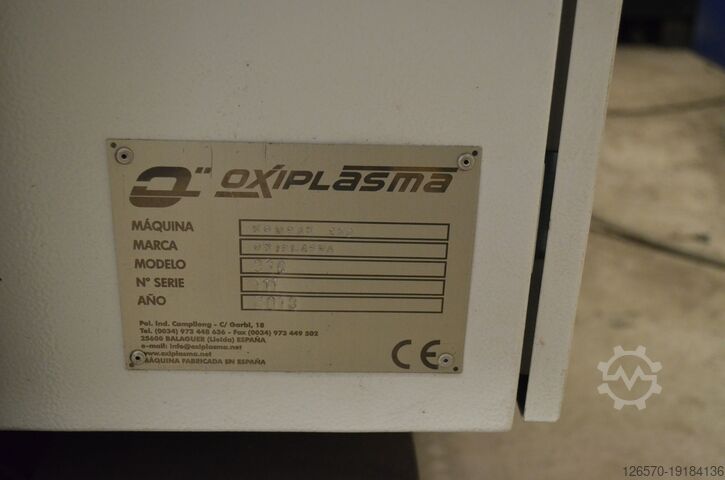 OXIPLASMA
MÁQUINA
MARCA OXIPLASMA
MODELO
Nº SERIE
AÑO 2013
Pol. Ind. Campllong - C/ Garbí, 18
Tel. (0034) 973 448 636 - Fax (0034) 973 449 502
25600 BALAGUER (Lleida) ESPAÑA
e-mail: info@oxiplasma.net
www.oxiplasma.net
MÁQUINA FABRICADA EN ESPAÑA
CE
126570-19184136